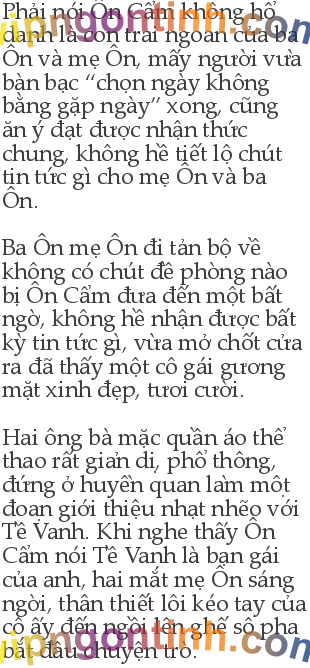 Phải nói Ôn Cẩm không hổ
danh là con trai ngoan của ba
Ôn và mẹ Ôn, mấy người vừa
bàn bạc “chọn ngày không
bằng gặp ngày” xong, cũng
ăn ý đạt được nhận thức
chung, không hề tiết lộ chút
tin tức gì cho mẹ Ôn và ba
Ôn.
Ba Ôn mẹ Ôn đi tản bộ về
không có chút đề phòng nào
bị Ôn Cẩm đưa đến một bất
ngờ, không hề nhận được bất
kỳ tin tức gì, vừa mở chốt cửa
ra đã thấy một cô gái gương
mặt xinh đẹp, tươi cười.
Hai ông bà mặc quần áo thể
thao rất giản dị, phổ thông,
đứng ở huyền quan làm một
đoạn giới thiệu nhạt nhẽo với
Tề Vanh. Khi nghe thấy Ôn
Cẩm nói Tề Vanh là bạn gái
của anh, hai mắt mẹ Ôn sáng
ngời, thân thiết lôi kéo tay của
cô ấy đến ngồi lên ghế sô pha
bắt đầu chuyện trò.